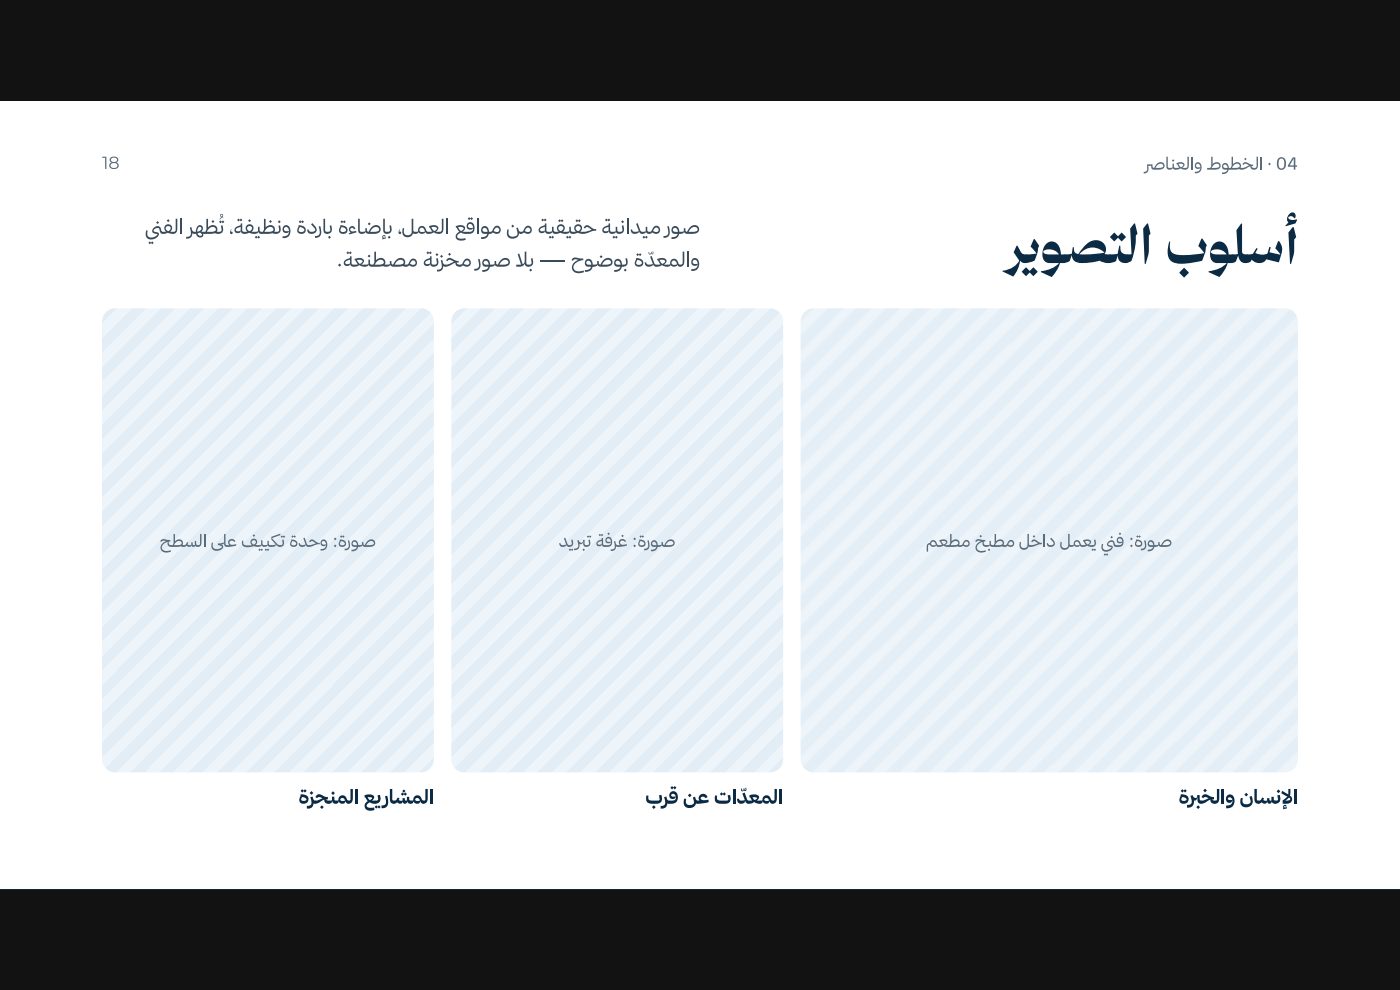 04 · الخطوط والعناصر
18
أسلوب التصوير
صور ميدانية حقيقية من مواقع العمل، بإضاءة باردة ونظيفة، تُظهر الفني
والمعدّة بوضوح — بلا صور مخزنة مصطنعة.
صورة: فني يعمل داخل مطبخ مطعم
صورة: غرفة تبريد
صورة: وحدة تكييف على السطح
الإنسان والخبرة
المعدّات عن قرب
المشاريع المنجزة